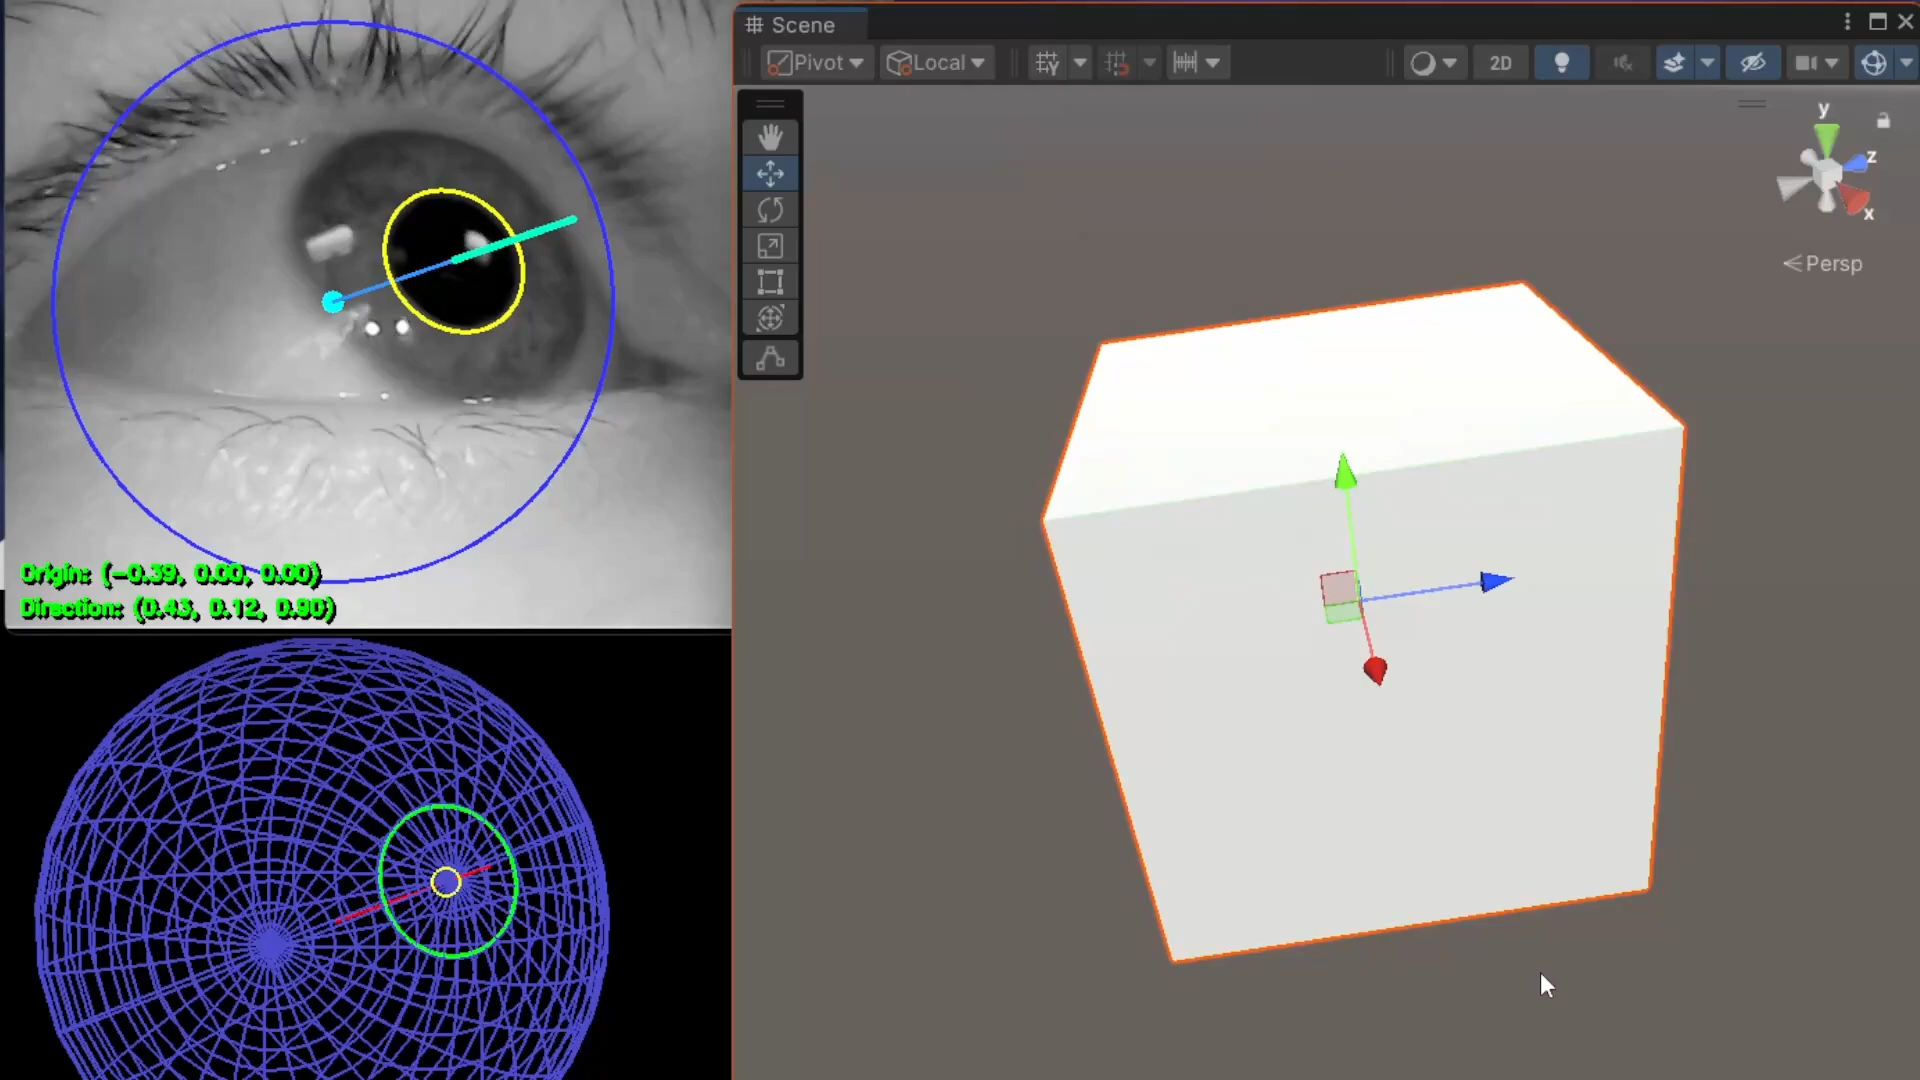 Scene
Pivot
Local
2D
y
z
x
Persp
Origin: (-0.39, 0.00, 0.00)
Direction: (0.43, 0.12, 0.90)